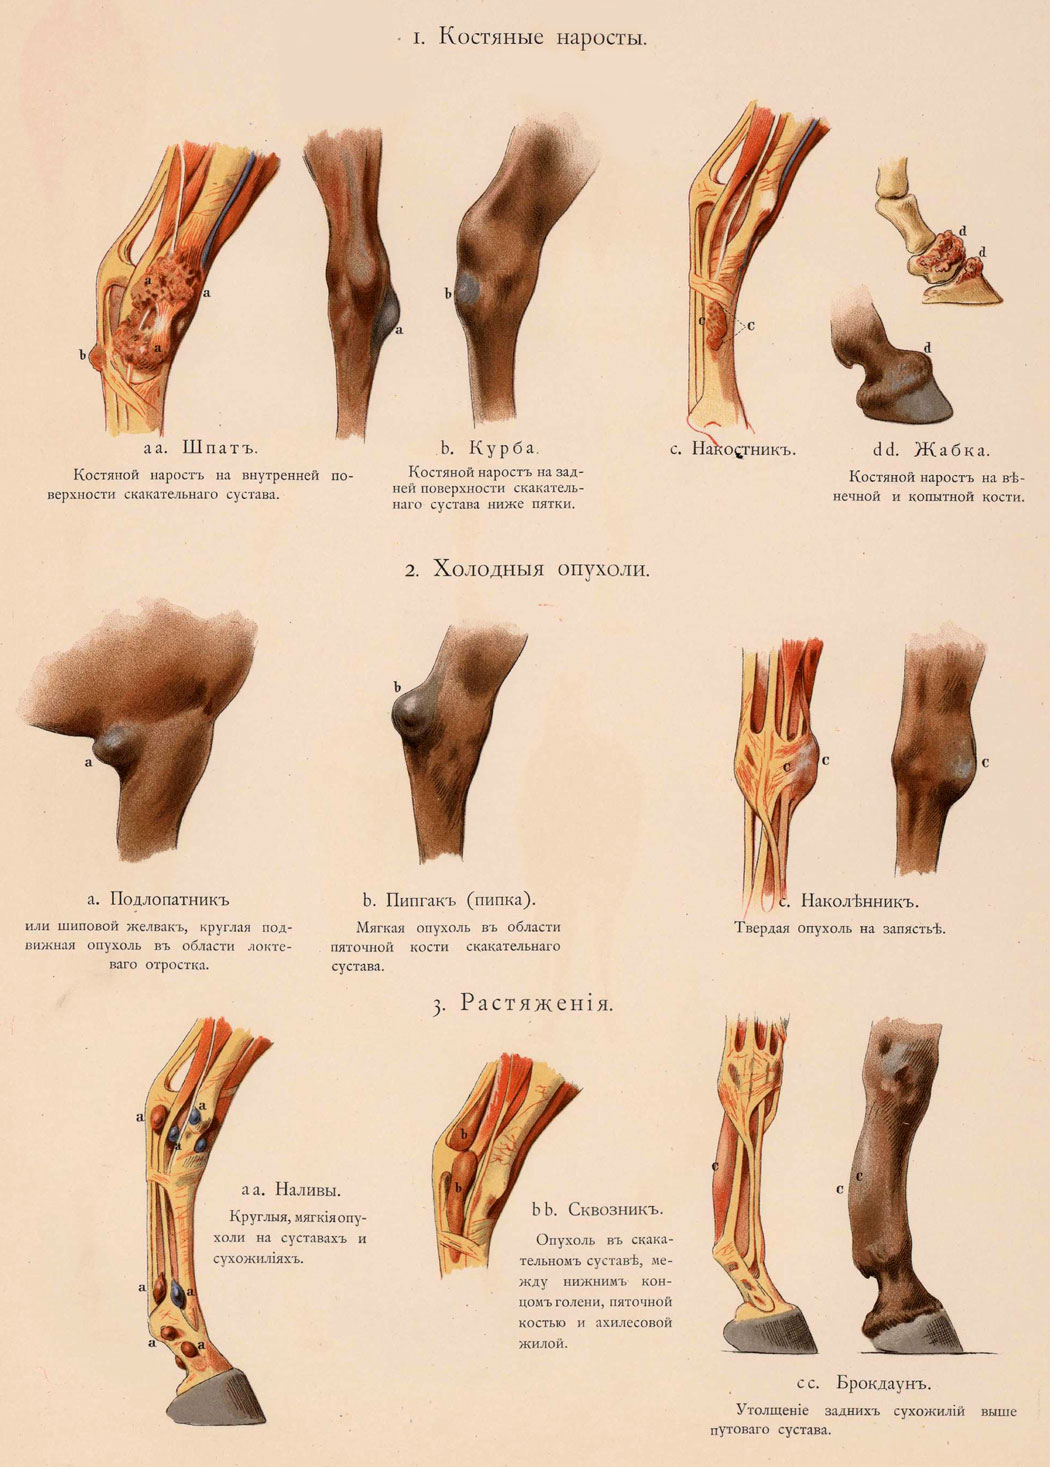 1. Костяные наросты.
a
a
a
b
a
b
c
c
d
d
d
aa. Шпатъ.
Костяной наростъ на внутренней по-
верхности скакательнаго сустава.
b. Курба.
Костяной наростъ на зад-
ней поверхности скакатель-
наго сустава ниже пятки.
c. Накостникъ.
dd. Жабка.
Костяной наростъ на вѣ-
нечной и копытной кости.
2. Холодныя опухоли.
a
b
c
c
c
a. Подлопатникъ
или шиповой желвакъ, круглая под-
вижная опухоль въ области локте-
ваго отростка.
b. Пипгакъ (пипка).
Мягкая опухоль въ области
пяточной кости скакательнаго
сустава.
c. Наколѣнникъ.
Твердая опухоль на запястьѣ.
3. Растяженія.
a
a
a
a
a
a
b
b
c
c
c
aa. Наливы.
Круглыя, мягкія опу-
холи на суставахъ и
сухожиліяхъ.
bb. Сквозникъ.
Опухоль въ скака-
тельномъ суставѣ, ме-
жду нижнимъ кон-
цомъ голени, пяточной
костью и ахилесовой
жилой.
cc. Брокдаунъ.
Утолщеніе заднихъ сухожилій выше
путоваго сустава.